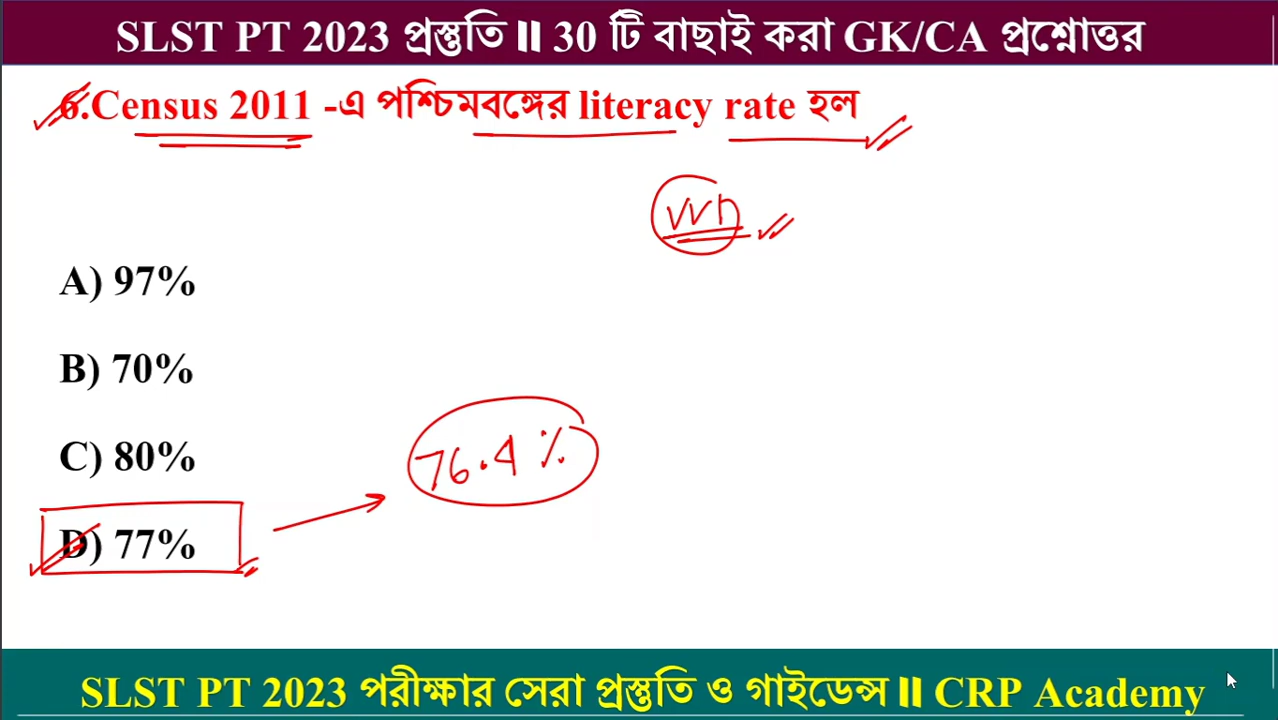 SLST PT 2023 প্রস্তুতি II 30 টি বাছাই করা GK/CA প্রশ্নোত্তর
6.Census 2011 -এ পশ্চিমবঙ্গের literacy rate হল
A) 97%
B) 70%
C) 80%
76.4 %
D) 77%
SLST PT 2023 পরীক্ষার সেরা প্রস্তুতি ও গাইডেন্স II CRP Academy